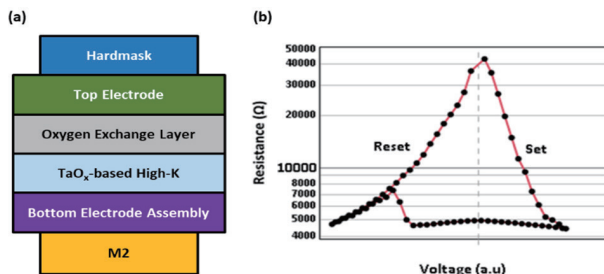 (a)
Hardmask
Top Electrode
Oxygen Exchange Layer
TaOx-based High-K
Bottom Electrode Assembly
M2
(b)
Resistance (Ω)
50000
40000
30000
20000
10000
8000
7000
6000
5000
4000
Reset
Set
Voltage (a.u)